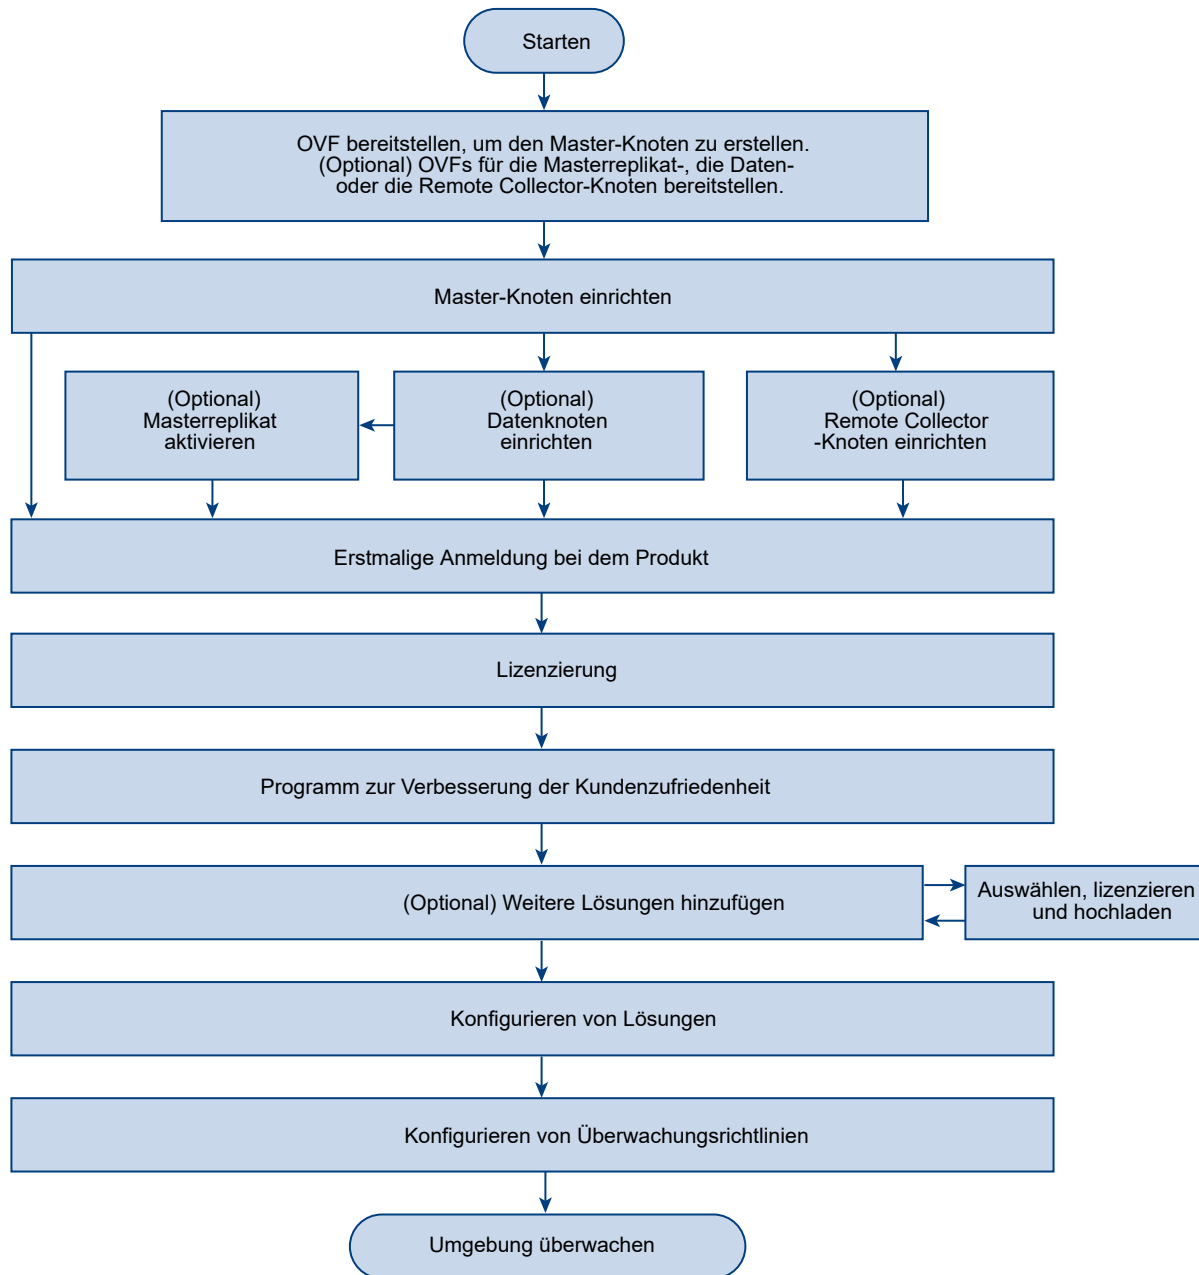 Starten
OVF bereitstellen, um den Master-Knoten zu erstellen.
(Optional) OVFs für die Masterreplikat-, die Daten-
oder die Remote Collector-Knoten bereitstellen.
Master-Knoten einrichten
(Optional)
Masterreplikat
aktivieren
(Optional)
Datenknoten
einrichten
(Optional)
Remote Collector
-Knoten einrichten
Erstmalige Anmeldung bei dem Produkt
Lizenzierung
Programm zur Verbesserung der Kundenzufriedenheit
(Optional) Weitere Lösungen hinzufügen
Auswählen, lizenzieren
und hochladen
Konfigurieren von Lösungen
Konfigurieren von Überwachungsrichtlinien
Umgebung überwachen